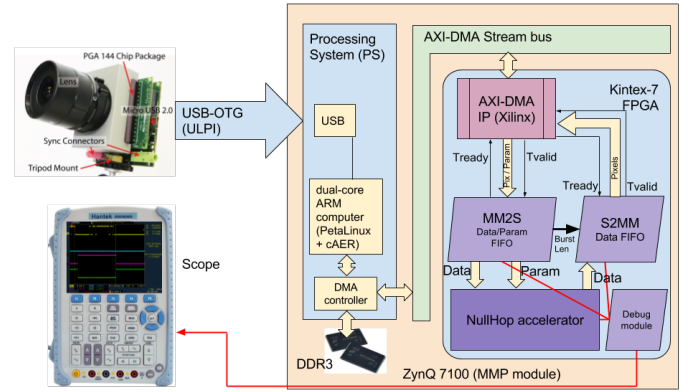 PGA 144 Chip Package
Lens
Micro USB 2.0
Sync Connectors
Tripod Mount
USB-OTG
(ULPI)
Hantek
Scope
Processing
System (PS)
USB
dual-core
ARM
computer
(PetaLinux
+ cAER)
DMA
controller
DDR3
AXI-DMA Stream bus
Kintex-7
FPGA
AXI-DMA
IP (Xilinx)
Tready
Pix / Param
Tvalid
Tready
Pixels
Tvalid
MM2S
Data/Param
FIFO
Burst
Len
S2MM
Data FIFO
Data
Param
Data
NullHop accelerator
Debug
module
ZynQ 7100 (MMP module)